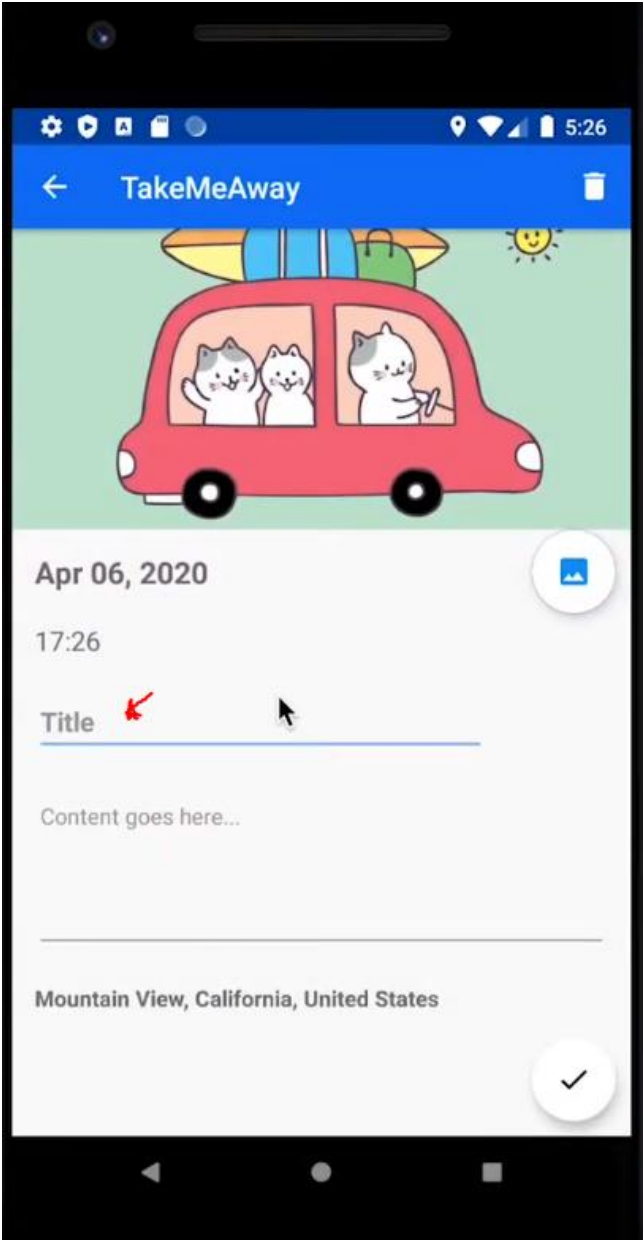 5:26
TakeMeAway
Apr 06, 2020
17:26
Title
Content goes here...
Mountain View, California, United States